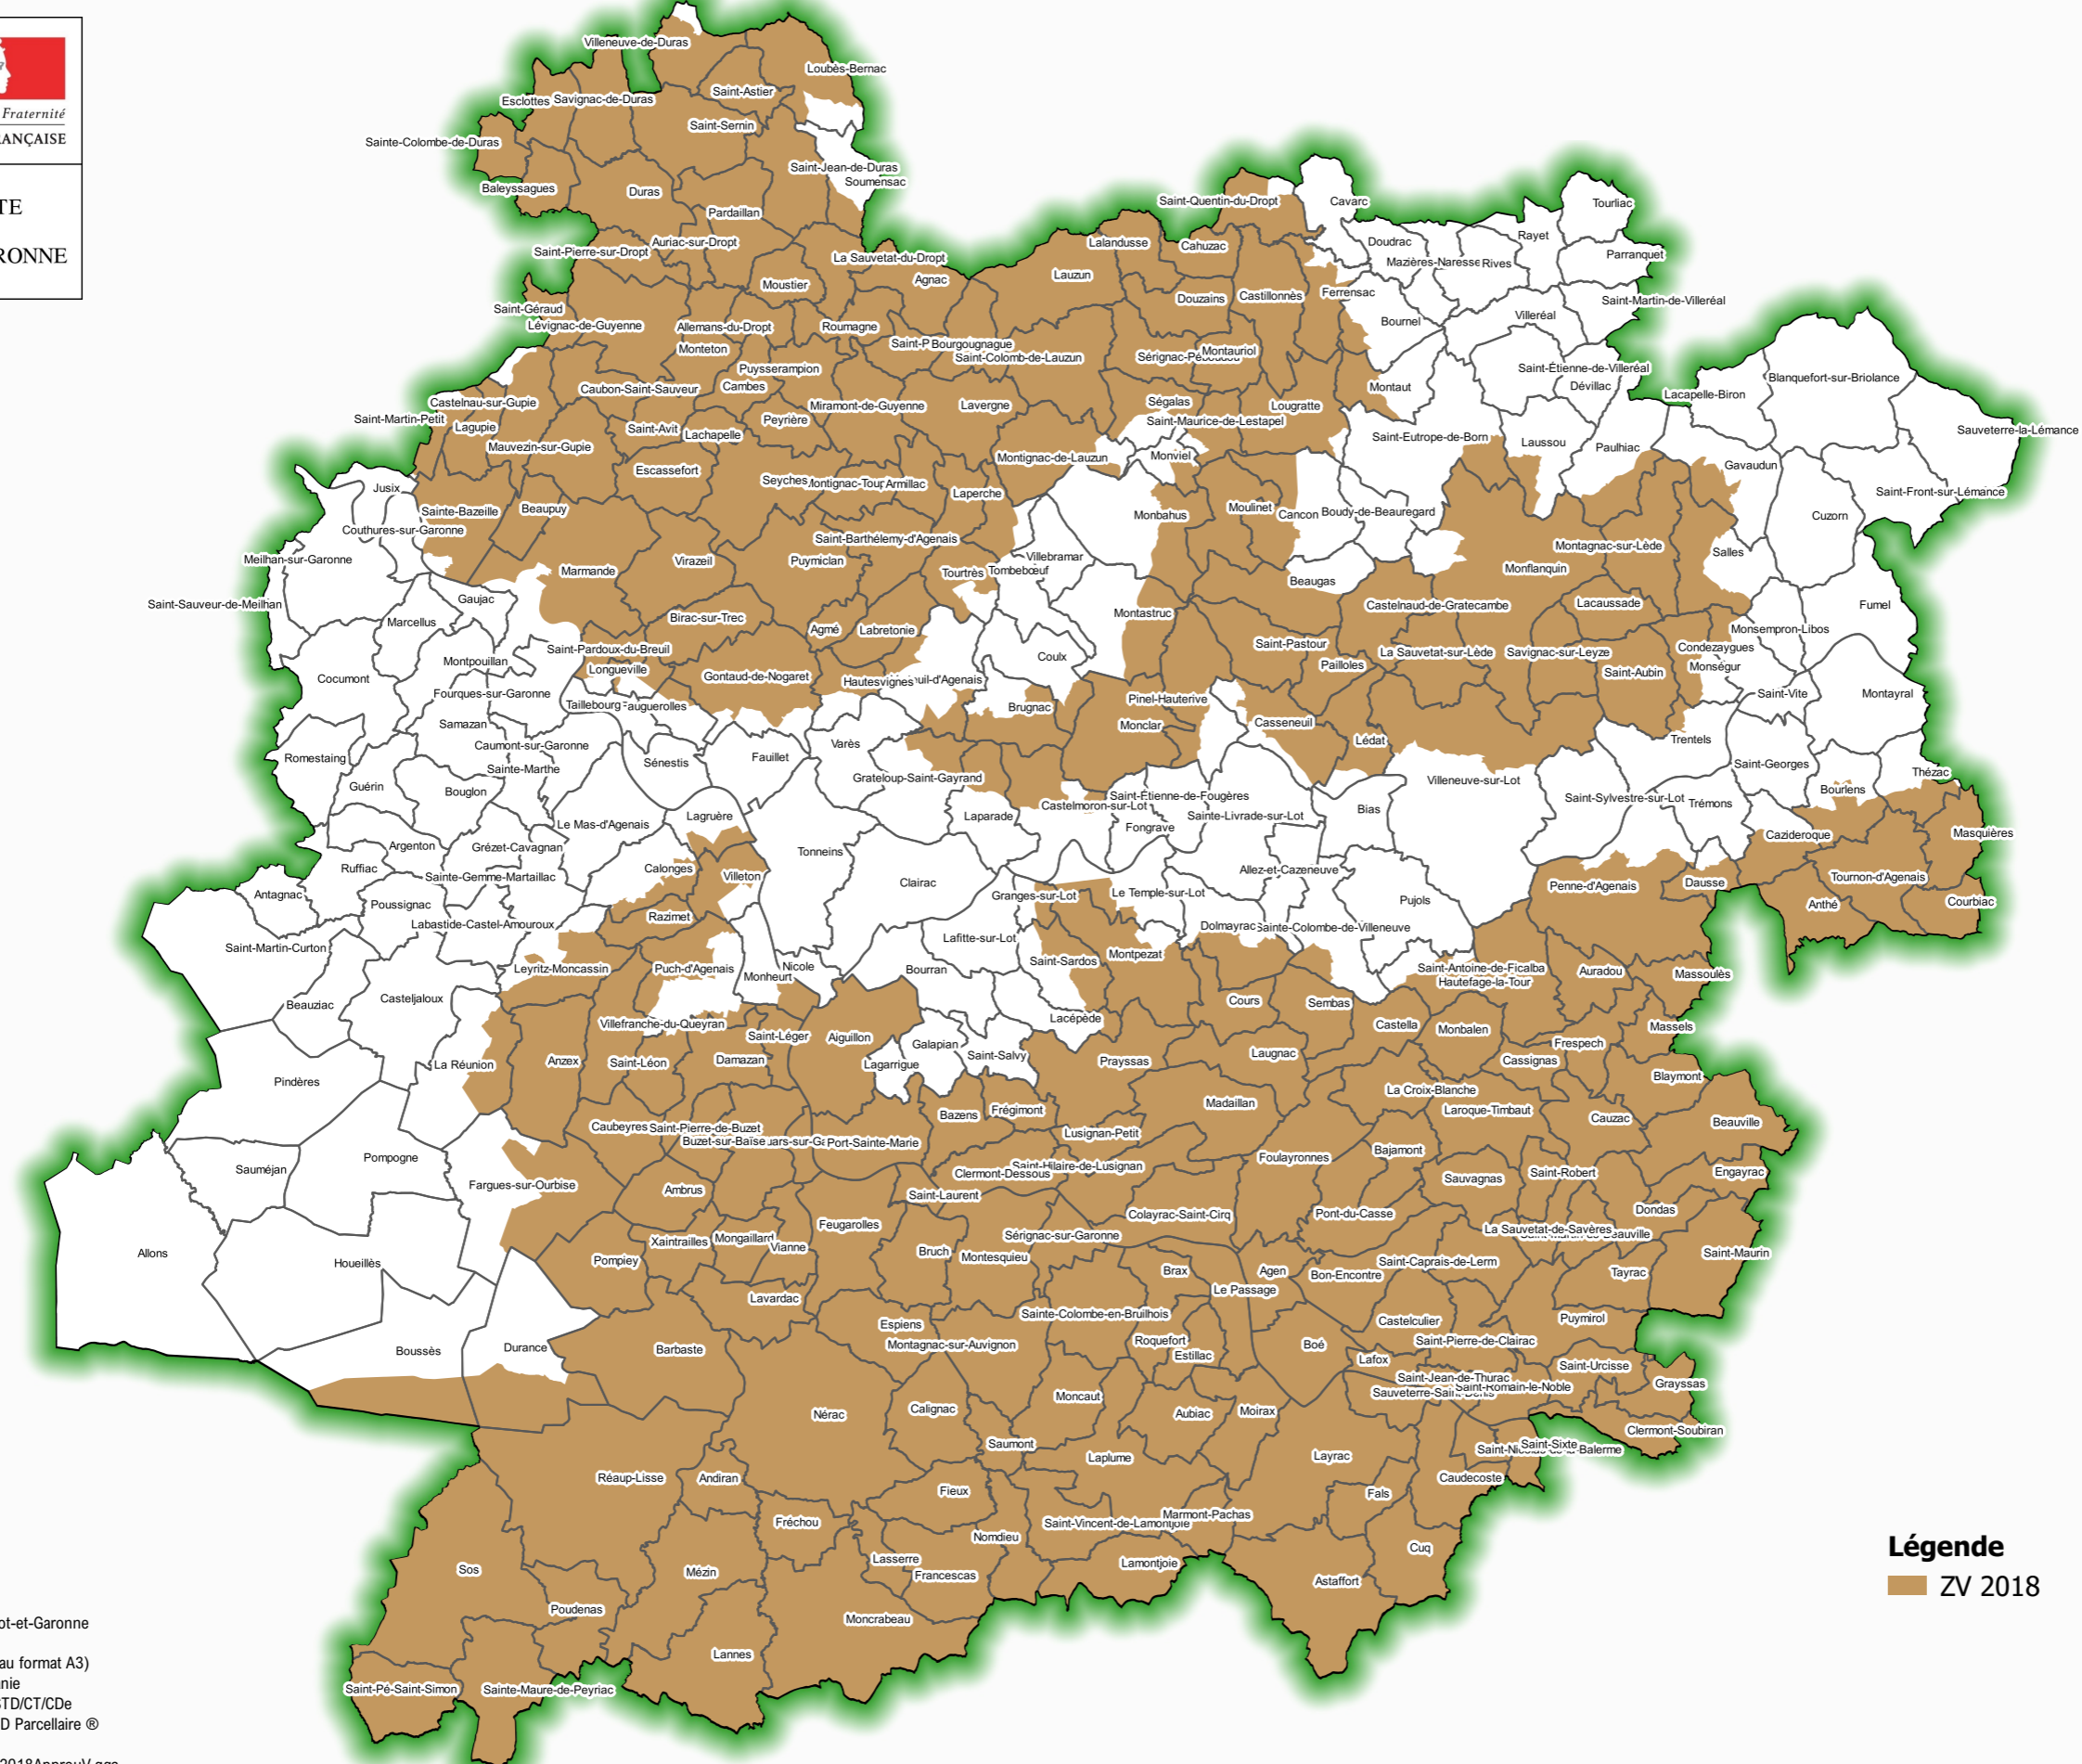 Fraternité
RANÇAISE
TE
RONNE
Villeneuve-de-Duras
Loubès-Bernac
Esclottes
Savignac-de-Duras
Saint-Astier
Saint-Sernin
Sainte-Colombe-de-Duras
Saint-Jean-de-Duras
Soumensac
Baleyssagues
Duras
Pardaillan
Saint-Quentin-du-Dropt
Cavarc
Tourliac
Saint-Pierre-sur-Dropt
Auriac-sur-Dropt
La Sauvetat-du-Dropt
Lalandusse
Cahuzac
Doudrac
Rayet
Mazières-Naresse
Rives
Parranquet
Moustier
Agnac
Lauzun
Douzains
Castillonnès
Ferrensac
Saint-Martin-de-Villeréal
Saint-Géraud
Lévignac-de-Guyenne
Allemans-du-Dropt
Roumagne
Bournel
Villeréal
Monteton
Saint-P
Bourgougnague
Saint-Colomb-de-Lauzun
Montauriol
Puysserampion
Saint-Étienne-de-Villeréal
Caubon-Saint-Sauveur
Cambes
Montaut
Dévillac
Lacapelle-Biron
Blanquefort-sur-Briolance
Castelnau-sur-Gupie
Miramont-de-Guyenne
Lavergne
Ségalas
Lougratte
Saint-Martin-Petit
Lagupie
Saint-Avit
Lachapelle
Peyrière
Saint-Maurice-de-Lestapel
Sauveterre-la-Lémance
Mauvezin-sur-Gupie
Saint-Eutrope-de-Born
Laussou
Paulhiac
Escassefort
Montignac-de-Lauzun
Monviel
Gavaudun
Jusix
Seyches
Armillac
Laperche
Saint-Front-sur-Lémance
Sainte-Bazeille
Beaupuy
Monbahus
Moulinet
Cancon
Boudy-de-Beauregard
Cuzorn
Couthures-sur-Garonne
Saint-Barthélemy-d'Agenais
Montagnac-sur-Lède
Salles
Meilhan-sur-Garonne
Marmande
Virazeil
Puymiclan
Tourtrès
Villebramar
Tombebœuf
Beaugas
Monflanquin
Saint-Sauveur-de-Meilhan
Gaujac
Castelnaud-de-Gratecambe
Lacaussade
Fumel
Marcellus
Birac-sur-Trec
Agmé
Labretonie
Montastruc
Monsempron-Libos
Saint-Pardoux-du-Breuil
Coulx
Saint-Pastour
La Sauvetat-sur-Lède
Savignac-sur-Leyze
Condezaygues
Montpouillan
Longueville
Pailloles
Saint-Aubin
Monségur
Cocumont
Gontaud-de-Nogaret
Hautesvignes
Fourques-sur-Garonne
Taillebourg
Fauguerolles
Brugnac
Pinel-Hauterive
Saint-Vite
Montayral
Samazan
Monclar
Casseneuil
Lédat
Trentels
Romestaing
Caumont-sur-Garonne
Sénestis
Fauillet
Varès
Sainte-Marthe
Grateloup-Saint-Gayrand
Villeneuve-sur-Lot
Saint-Georges
Thézac
Guérin
Bouglon
Saint-Étienne-de-Fougères
Bourlens
Le Mas-d'Agenais
Lagruère
Laparade
Castelmoron-sur-Lot
Sainte-Livrade-sur-Lot
Bias
Saint-Sylvestre-sur-Lot
Trémons
Fongrave
Cazideroque
Masquières
Argenton
Grézet-Cavagnan
Tonneins
Ruffiac
Sainte-Gemme-Martaillac
Calonges
Villeton
Clairac
Allez-et-Cazeneuve
Tournon-d'Agenais
Antagnac
Poussignac
Granges-sur-Lot
Le Temple-sur-Lot
Pujols
Penne-d'Agenais
Dausse
Anthé
Courbiac
Labastide-Castel-Amouroux
Razimet
Dolmayrac
Sainte-Colombe-de-Villeneuve
Saint-Martin-Curton
Lafitte-sur-Lot
Saint-Sardos
Montpezat
Leyritz-Moncassin
Puch-d'Agenais
Monheurt
Nicole
Bourran
Saint-Antoine-de-Ficalba
Hautefage-la-Tour
Auradou
Massoulès
Beauziac
Casteljaloux
Cours
Sembas
Villefranche-du-Queyran
Saint-Léger
Aiguillon
Lacépède
Castella
Monbalen
Massels
Galapian
Frespech
La Réunion
Anzex
Saint-Léon
Damazan
Lagarrigue
Saint-Salvy
Prayssas
Laugnac
Cassignas
Blaymont
Pindères
Madaillan
La Croix-Blanche
Bazens
Frégimont
Laroque-Timbaut
Cauzac
Beauville
Caubeyres
Saint-Pierre-de-Buzet
Buzet-sur-Baïse
Port-Sainte-Marie
Lusignan-Petit
Sauméjan
Pompogne
Foulayronnes
Bajamont
Saint-Hilaire-de-Lusignan
Clermont-Dessous
Saint-Robert
Engayrac
Fargues-sur-Ourbise
Ambrus
Saint-Laurent
Sauvagnas
Dondas
Colayrac-Saint-Cirq
Pont-du-Casse
Feugarolles
La Sauvetat-de-Savères
Allons
Houeillès
Pompiey
Xaintrailles
Mongaillard
Vianne
Bruch
Sérignac-sur-Garonne
Montesquieu
Saint-Maurin
Brax
Agen
Bon-Encontre
Saint-Caprais-de-Lerm
Tayrac
Lavardac
Le Passage
Espiens
Sainte-Colombe-en-Bruilhois
Castelculier
Puymirol
Boussès
Durance
Barbaste
Montagnac-sur-Auvignon
Roquefort
Estillac
Boé
Saint-Pierre-de-Clairac
Lafox
Saint-Urcisse
Saint-Jean-de-Thurac
Saint-Romain-le-Noble
Grayssas
Nérac
Calignac
Moncaut
Aubiac
Moirax
Clermont-Soubiran
Saumont
Saint-Sixte
Réaup-Lisse
Andiran
Laplume
Layrac
Caudecoste
Fieux
Fals
Fréchou
Saint-Vincent-de-Lamontjoie
Marmont-Pachas
Nomdieu
Cuq
Légende
ZV 2018
Sos
Mézin
Lasserre
Francescas
Lamontjoie
Astaffort
Poudenas
Moncrabeau
Lannes
Saint-Pé-Saint-Simon
Sainte-Maure-de-Peyriac
ot-et-Garonne
au format A3)
nie
STD/CT/CDe
D Parcellaire ®